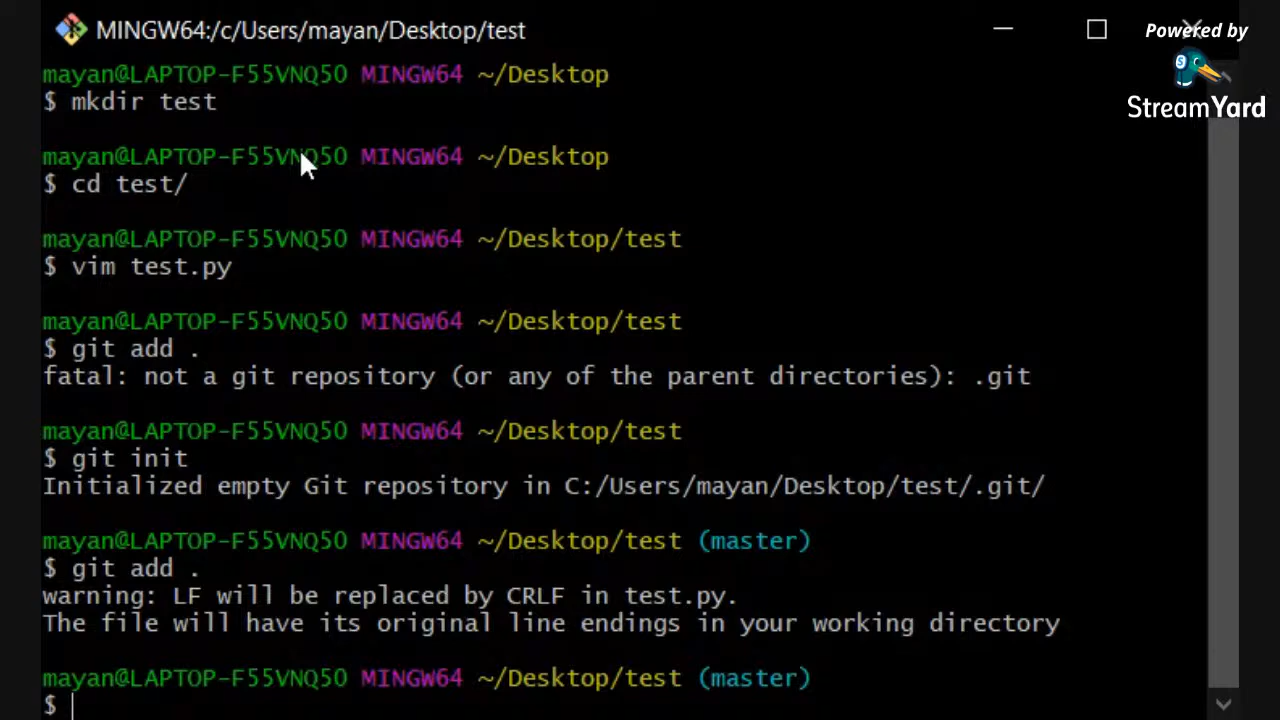 MINGW64:/c/Users/mayan/Desktop/test
Powered by
StreamYard
mayan@LAPTOP-F55VNQ50 MINGW64 ~/Desktop
$ mkdir test
mayan@LAPTOP-F55VNQ50 MINGW64 ~/Desktop
$ cd test/
mayan@LAPTOP-F55VNQ50 MINGW64 ~/Desktop/test
$ vim test.py
mayan@LAPTOP-F55VNQ50 MINGW64 ~/Desktop/test
$ git add .
fatal: not a git repository (or any of the parent directories): .git
mayan@LAPTOP-F55VNQ50 MINGW64 ~/Desktop/test
$ git init
Initialized empty Git repository in C:/Users/mayan/Desktop/test/.git/
mayan@LAPTOP-F55VNQ50 MINGW64 ~/Desktop/test (master)
$ git add .
warning: LF will be replaced by CRLF in test.py.
The file will have its original line endings in your working directory
mayan@LAPTOP-F55VNQ50 MINGW64 ~/Desktop/test (master)
$